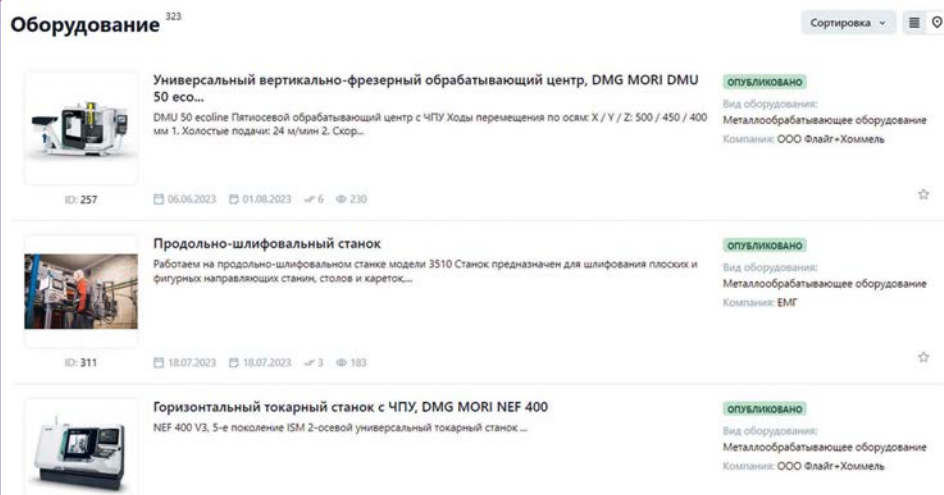 Оборудование 323
Сортировка
Универсальный вертикально-фрезерный обрабатывающий центр, DMG MORI DMU
50 eco...
DMU 50 ecoline Пятиосевой обрабатывающий центр с ЧПУ Ходы перемещения по осям: X / Y / Z: 500 / 450 / 400
мм 1. Холостые подачи: 24 м/мин 2. Скор...
ОПУБЛИКОВАНО
Вид оборудования:
Металлообрабатывающее оборудование
Компания: ООО Флайг+Хоммель
ID: 257
06.06.2023 01.08.2023 6 230
Продольно-шлифовальный станок
Работаем на продольно-шлифовальном станке модели 3510 Станок предназначен для шлифования плоских и
фигурных направляющих станин, столов и кареток,...
ОПУБЛИКОВАНО
Вид оборудования:
Металлообрабатывающее оборудование
Компания: ЕМГ
ID: 311
18.07.2023 18.07.2023 3 183
Горизонтальный токарный станок с ЧПУ, DMG MORI NEF 400
NEF 400 V3, 5-е поколение ISM 2-осевой универсальный токарный станок ...
ОПУБЛИКОВАНО
Вид оборудования:
Металлообрабатывающее оборудование
Компания: ООО Флайг+Хоммель